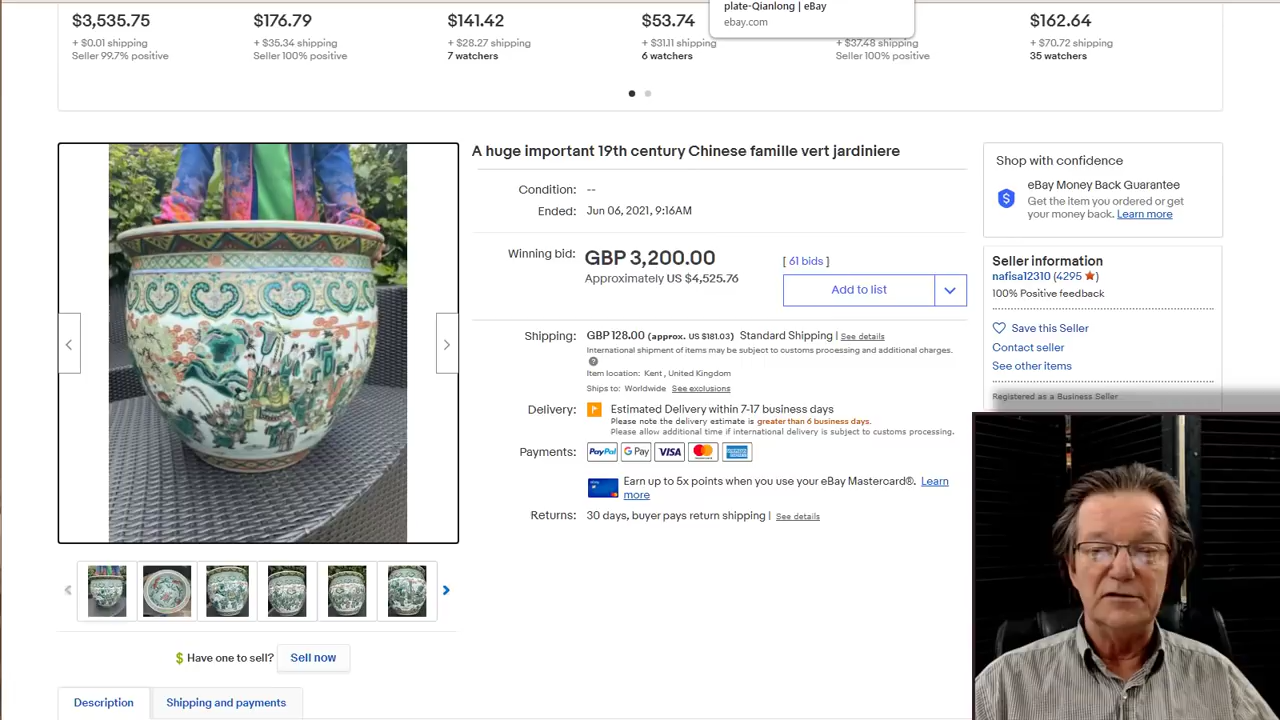 plate-Qianlong | eBay
ebay.com
$3,535.75
+ $0.01 shipping
Seller 99.7% positive
$176.79
+ $35.34 shipping
Seller 100% positive
$141.42
+ $28.27 shipping
7 watchers
$53.74
+ $31.11 shipping
6 watchers
+ $37.48 shipping
Seller 100% positive
$162.64
+ $70.72 shipping
35 watchers
A huge important 19th century Chinese famille vert jardiniere
Condition: --
Ended: Jun 06, 2021, 9:16AM
Winning bid: GBP 3,200.00 [ 61 bids ]
Approximately US $4,525.76
Add to list
Shipping: GBP 128.00 (approx. US $181.03) Standard Shipping | See details
International shipment of items may be subject to customs processing and additional charges.
Item location: Kent , United Kingdom
Ships to: Worldwide See exclusions
Delivery: Estimated Delivery within 7-17 business days
Please note the delivery estimate is greater than 6 business days.
Please allow additional time if international delivery is subject to customs processing.
Payments: PayPal G Pay VISA
Earn up to 5x points when you use your eBay Mastercard®. Learn
more
Returns: 30 days, buyer pays return shipping | See details
Shop with confidence
eBay Money Back Guarantee
Get the item you ordered or get
your money back. Learn more
Seller information
nafisa12310 (4295 )
100% Positive feedback
Save this Seller
Contact seller
See other items
Registered as a Business Seller
$ Have one to sell? Sell now
Description
Shipping and payments